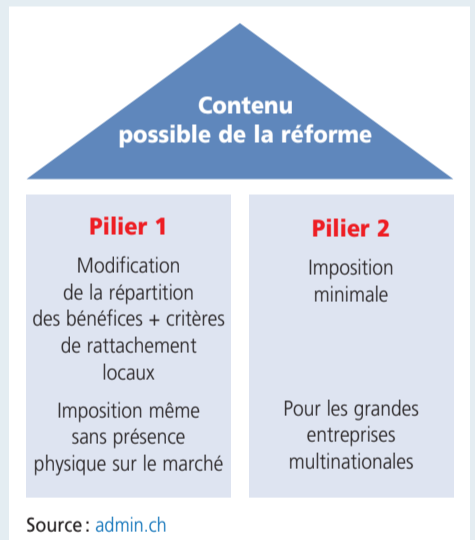 Contenu
possible de la réforme
Pilier 1
Modification
de la répartition
des bénéfices + critères
de rattachement
locaux
Imposition même
sans présence
physique sur le marché
Pilier 2
Imposition
minimale
Pour les grandes
entreprises
multinationales
Source : admin.ch